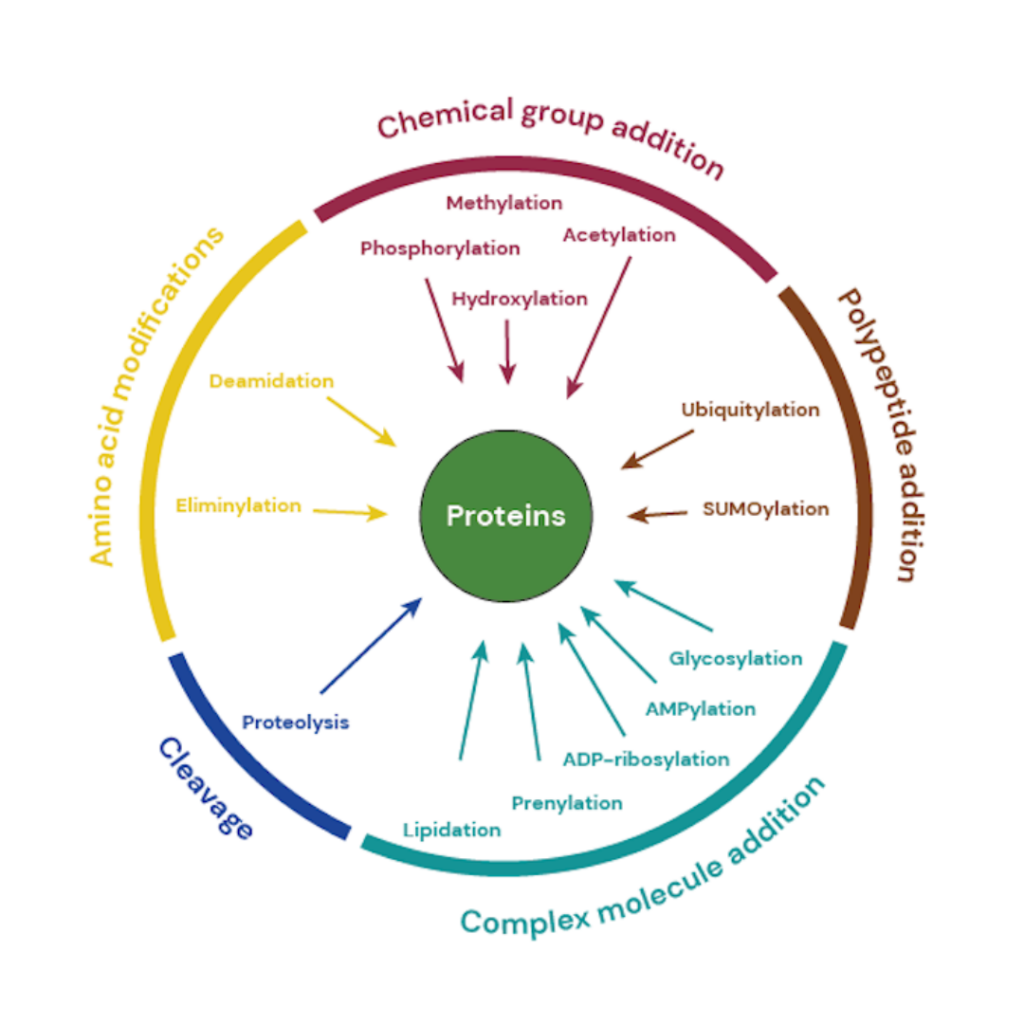 Chemical group addition
Methylation
Acetylation
Phosphorylation
Hydroxylation
Polypeptide addition
Ubiquitylation
SUMOylation
Complex molecule addition
Glycosylation
AMPylation
ADP-ribosylation
Prenylation
Lipidation
Cleavage
Proteolysis
Amino acid modifications
Deamidation
Eliminylation
Proteins